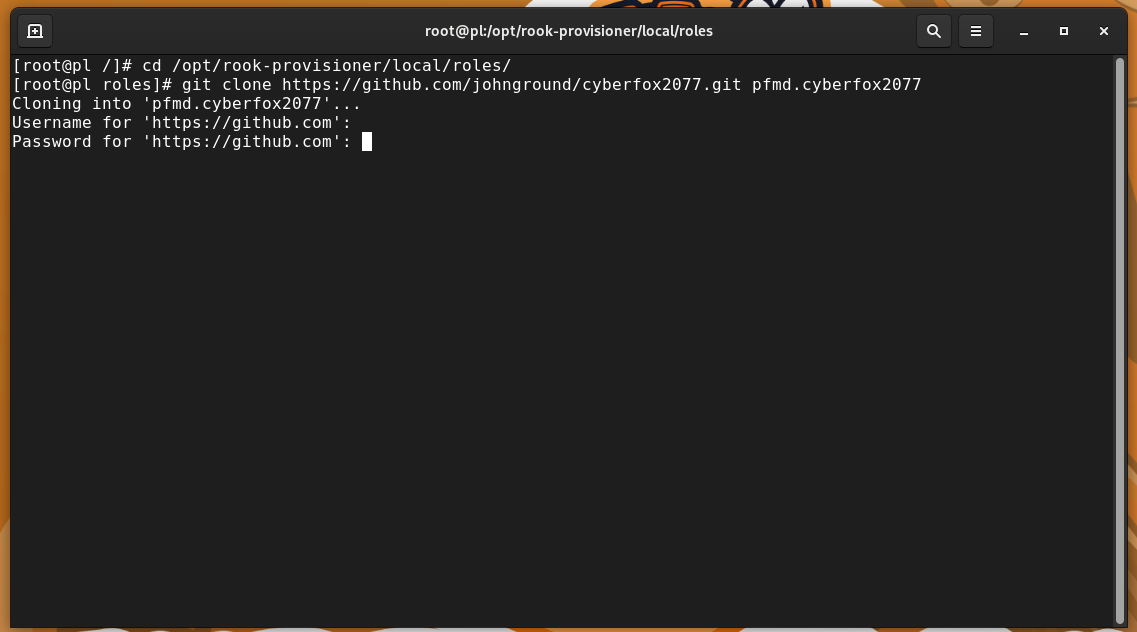 root@pl:/opt/rook-provisioner/local/roles
[root@pl /]# cd /opt/rook-provisioner/local/roles/
[root@pl roles]# git clone https://github.com/johnground/cyberfox2077.git pfmd.cyberfox2077
Cloning into 'pfmd.cyberfox2077'...
Username for 'https://github.com':
Password for 'https://github.com':